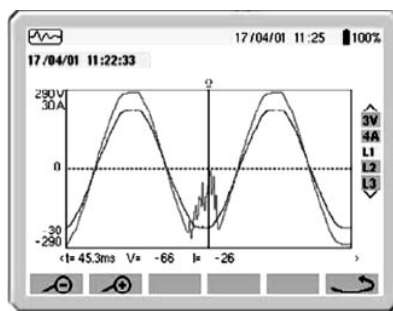 17/04/01 11:25 100%
17/04/01 11:22:33
290V
30A
3V
4A
L1
0
L2
L3
-30
-290
<t= 45.3ms V= -66 I= -26 >